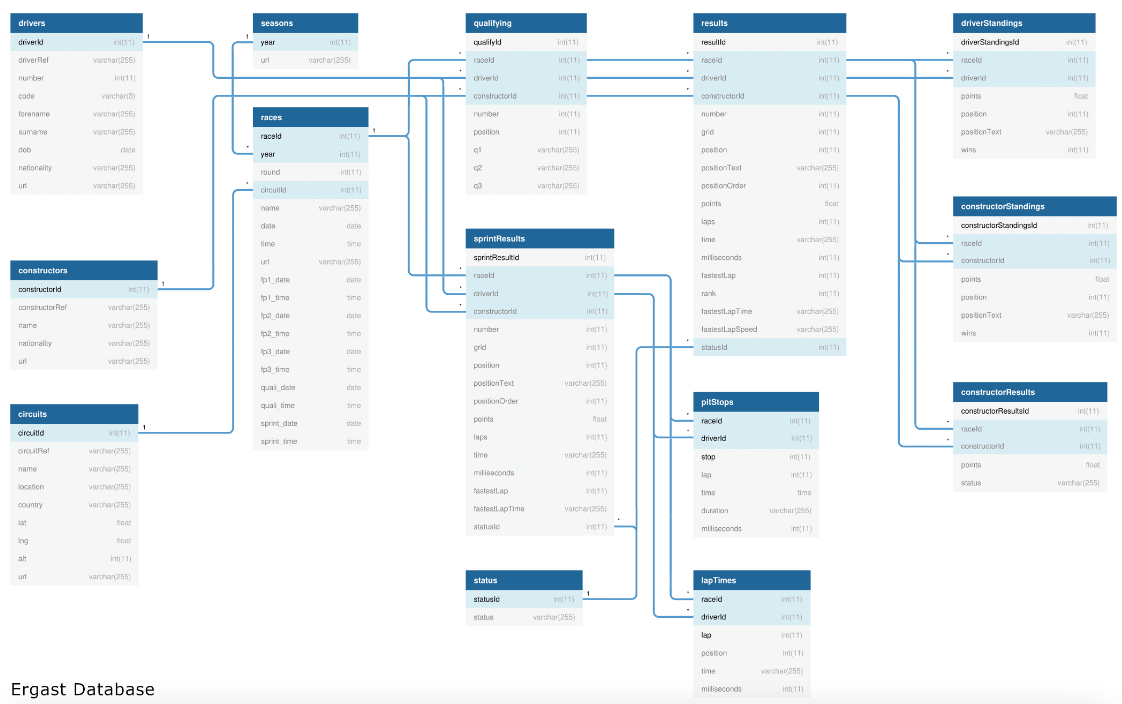 drivers
driverId int(11)
driverRef varchar(255)
number int(11)
code varchar(3)
forename varchar(255)
surname varchar(255)
dob date
nationality varchar(255)
url varchar(255)
1
constructors
constructorId int(11)
constructorRef varchar(255)
name varchar(255)
nationality varchar(255)
url varchar(255)
1
circuits
circuitId int(11)
circuitRef varchar(255)
name varchar(255)
location varchar(255)
country varchar(255)
lat float
lng float
alt int(11)
url varchar(255)
1
seasons
year int(11)
url varchar(255)
1
*
races
raceId int(11)
year int(11)
round int(11)
circuitId int(11)
name varchar(255)
date date
time time
url varchar(255)
fp1_date date
fp1_time time
fp2_date date
fp2_time time
fp3_date date
fp3_time time
quali_date date
quali_time time
sprint_date date
sprint_time time
1
*
*
qualifying
qualifyId int(11)
raceId int(11)
driverId int(11)
constructorId int(11)
number int(11)
position int(11)
q1 varchar(255)
q2 varchar(255)
q3 varchar(255)
sprintResults
sprintResultId int(11)
raceId int(11)
driverId int(11)
constructorId int(11)
number int(11)
grid int(11)
position int(11)
positionText varchar(255)
positionOrder int(11)
points float
laps int(11)
time varchar(255)
milliseconds int(11)
fastestLap int(11)
fastestLapTime varchar(255)
statusId int(11)
*
status
statusId int(11)
status varchar(255)
1
results
resultId int(11)
raceId int(11)
driverId int(11)
constructorId int(11)
number int(11)
grid int(11)
position int(11)
positionText varchar(255)
positionOrder int(11)
points float
laps int(11)
time varchar(255)
milliseconds int(11)
fastestLap int(11)
rank int(11)
fastestLapTime varchar(255)
fastestLapSpeed varchar(255)
statusId int(11)
pitStops
raceId int(11)
driverId int(11)
stop int(11)
lap int(11)
time time
duration varchar(255)
milliseconds int(11)
lapTimes
raceId int(11)
driverId int(11)
lap int(11)
position int(11)
time varchar(255)
milliseconds int(11)
driverStandings
driverStandingsId int(11)
raceId int(11)
driverId int(11)
points float
position int(11)
positionText varchar(255)
wins int(11)
constructorStandings
constructorStandingsId int(11)
raceId int(11)
constructorId int(11)
points float
position int(11)
positionText varchar(255)
wins int(11)
constructorResults
constructorResultsId int(11)
raceId int(11)
constructorId int(11)
points float
status varchar(255)
Ergast Database